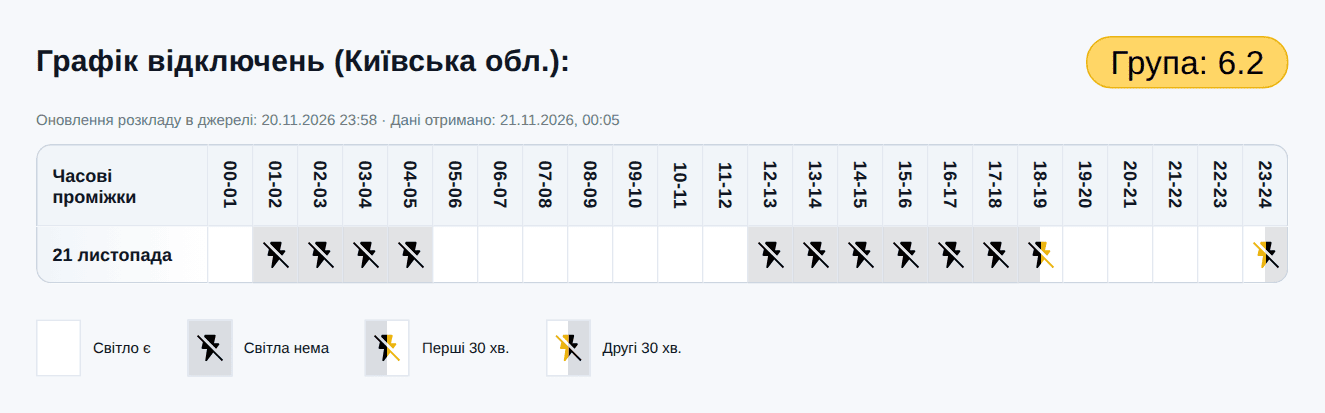 Графік відключень (Київська обл.):
Група: 6.2
Оновлення розкладу в джерелі: 20.11.2026 23:58 · Дані отримано: 21.11.2026, 00:05
Часові
проміжки
00-01
01-02
02-03
03-04
04-05
05-06
06-07
07-08
08-09
09-10
10-11
11-12
12-13
13-14
14-15
15-16
16-17
17-18
18-19
19-20
20-21
21-22
22-23
23-24
21 листопада
Світло є
Світла нема
Перші 30 хв.
Другі 30 хв.